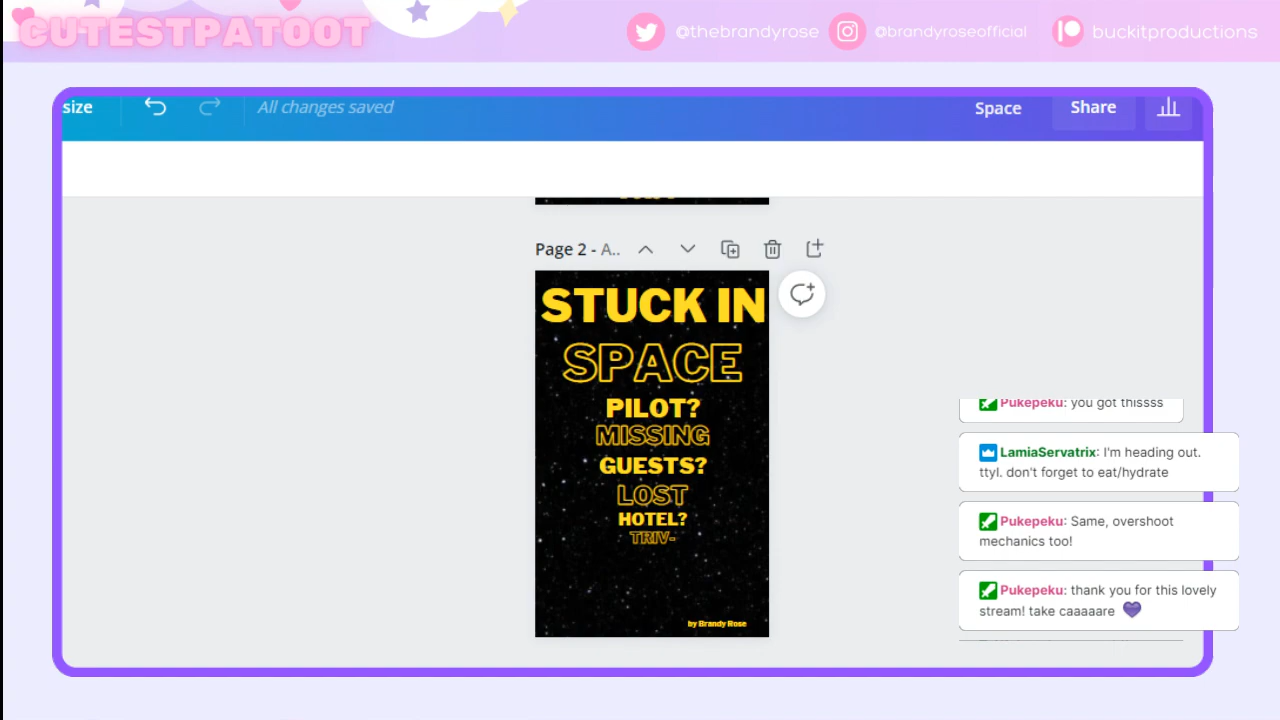 CUTESTPATOOT
@thebrandyrose
@brandyroseofficial
buckitproductions
size
All changes saved
Space
Share
Page 2 - A..
STUCK IN
SPACE
PILOT?
MISSING
GUESTS?
LOST
HOTEL?
TRIV-
by Brandy Rose
Pukepeku: you got thissss
LamiaServatrix: I'm heading out.
ttyl. don't forget to eat/hydrate
Pukepeku: Same, overshoot
mechanics too!
Pukepeku: thank you for this lovely
stream! take caaaaare 💜